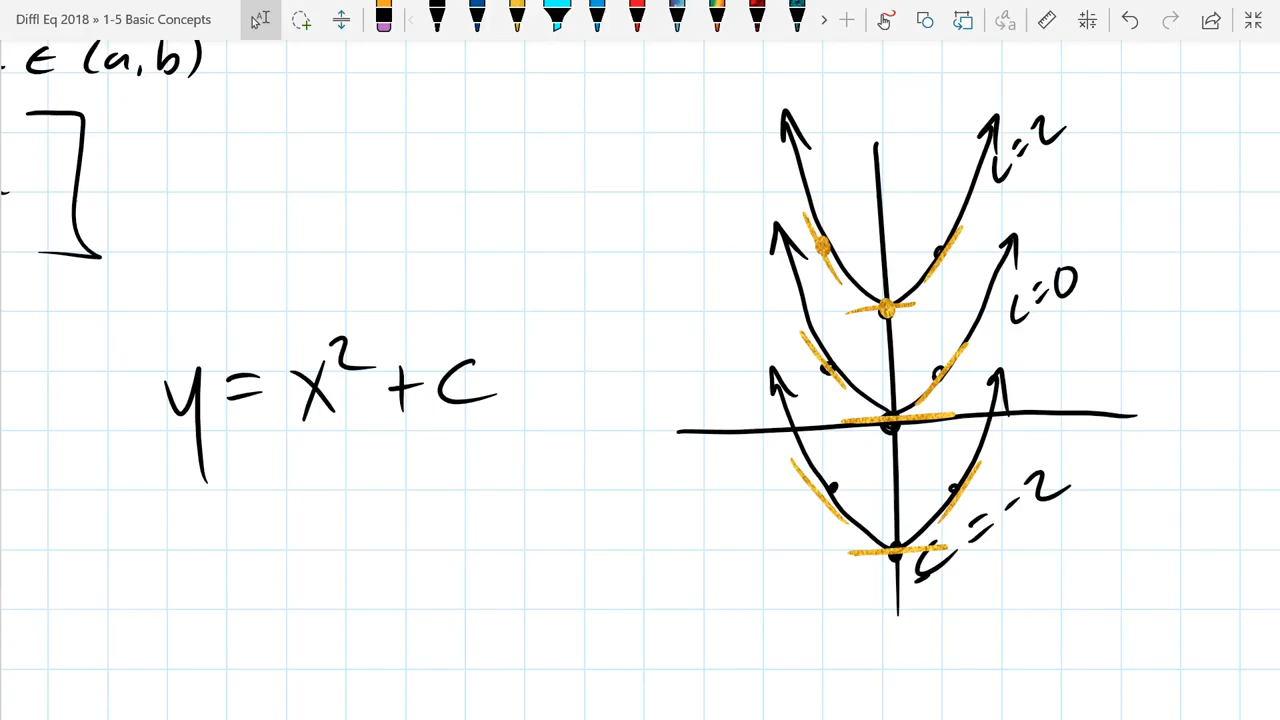 Diffl Eq 2018 » 1-5 Basic Concepts
∈ (a,b)
]
c=2
c=0
y = x² + c
c = -2